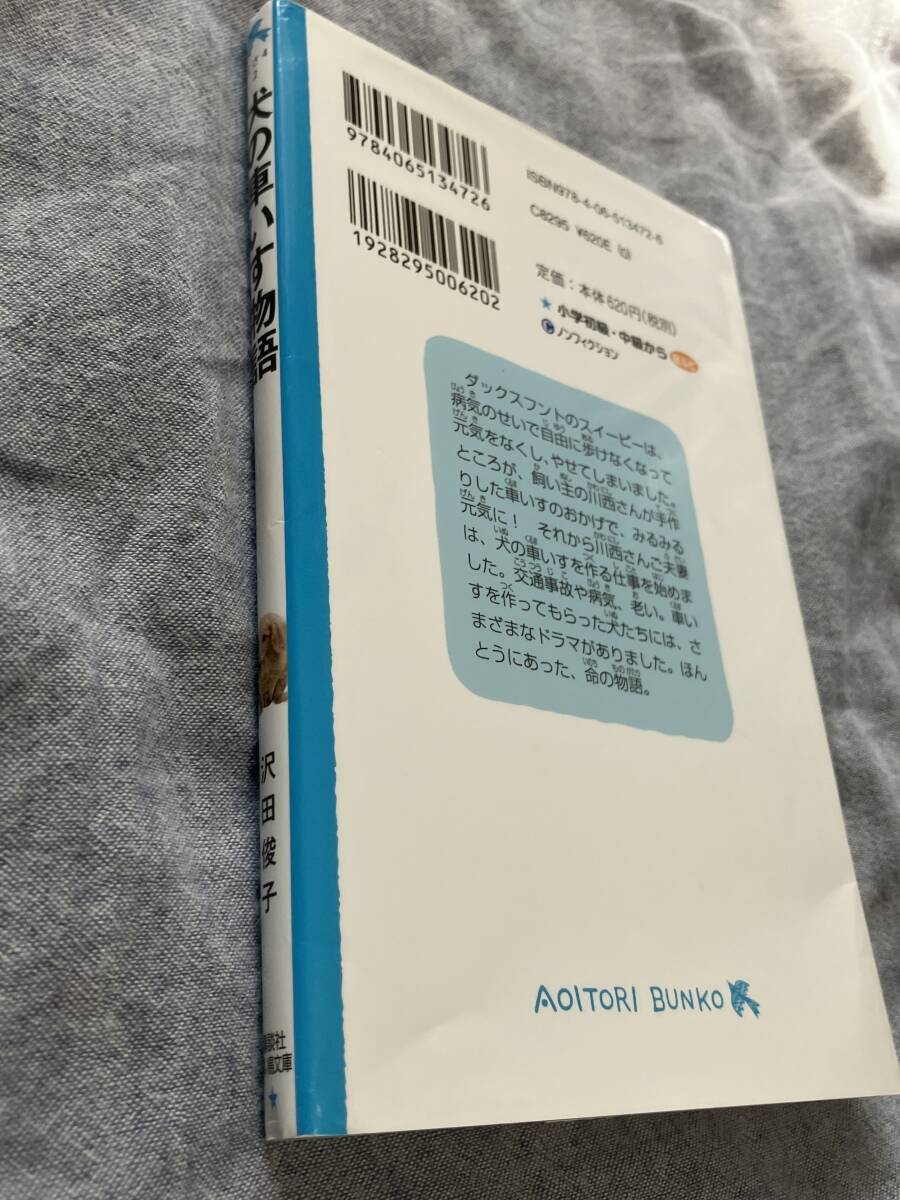 犬の車いす物語
沢田俊子
9784065134726
1928295006202
ISBN978-4-06-513472-6
C8295 ¥620E (0)
定価：本体620円(税別)
★ 小学初級・中級から
ノンフィクション
ダックスフントのスイーピーは、
病気のせいで自由に歩けなくなって
元気をなくし、やせてしまいました。
ところが、飼い主の川西さんが手作
りした車いすのおかげで、みるみる
元気に！　それから川西さんご夫妻
は、犬の車いすを作る仕事を始めま
した。交通事故や病気、老い。車い
すを作ってもらった犬たちには、さ
まざまなドラマがありました。ほん
とうにあった、命の物語。
AOITORI BUNKO